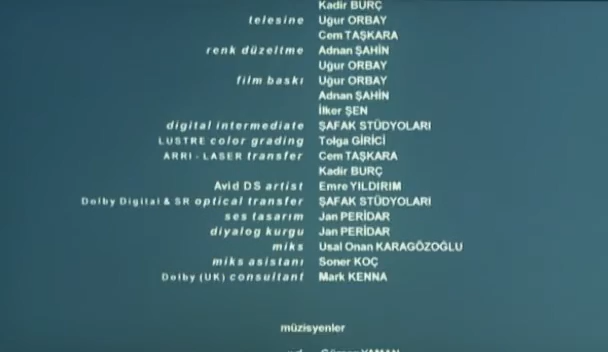 Kadir BURÇ
telesine Uğur ORBAY
Cem TAŞKARA
renk düzeltme Adnan ŞAHİN
Uğur ORBAY
film baskı Uğur ORBAY
Adnan ŞAHİN
İlker ŞEN
digital intermediate ŞAFAK STÜDYOLARI
LUSTRE color grading Tolga GİRİCİ
ARRI - LASER transfer Cem TAŞKARA
Kadir BURÇ
Avid DS artist Emre YILDIRIM
Dolby Digital & SR optical transfer ŞAFAK STÜDYOLARI
ses tasarım Jan PERİDAR
diyalog kurgu Jan PERİDAR
miks Usal Onan KARAGÖZOĞLU
miks asistanı Soner KOÇ
Dolby (UK) consultant Mark KENNA
müzisyenler